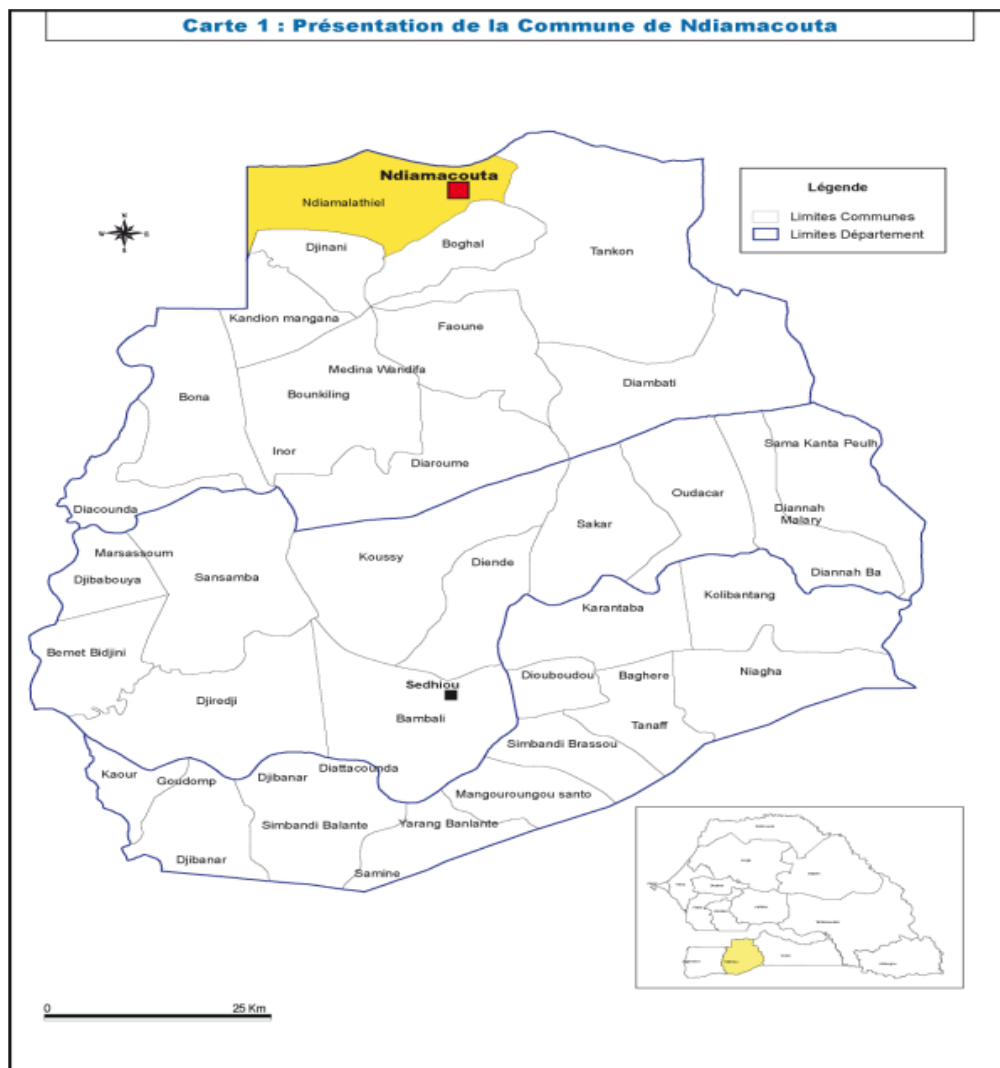 Carte 1 : Présentation de la Commune de Ndiamacouta
Ndiamacouta
Ndiamalathiel
Légende
Limites Communes
Limites Département
N
W
E
S
Djinani
Boghal
Tankon
Kandion mangana
Faoune
Medina Wandifa
Bona
Bounkiling
Diambati
Inor
Diaroume
Sama Kanta Peulh
Oudacar
Diacounda
Sakar
Diannah
Malary
Marsassoum
Koussy
Diende
Djibabouya
Sansamba
Diannah Ba
Karantaba
Kolibantang
Bemet Bidjini
Diouboudou
Baghere
Niagha
Sedhiou
Djiredji
Bambali
Tanaff
Simbandi Brassou
Diattacounda
Kaour
Goudomp
Djibanar
Mangouroungou santo
Simbandi Balante
Yarang Banlante
Djibanar
Samine
0
25 Km